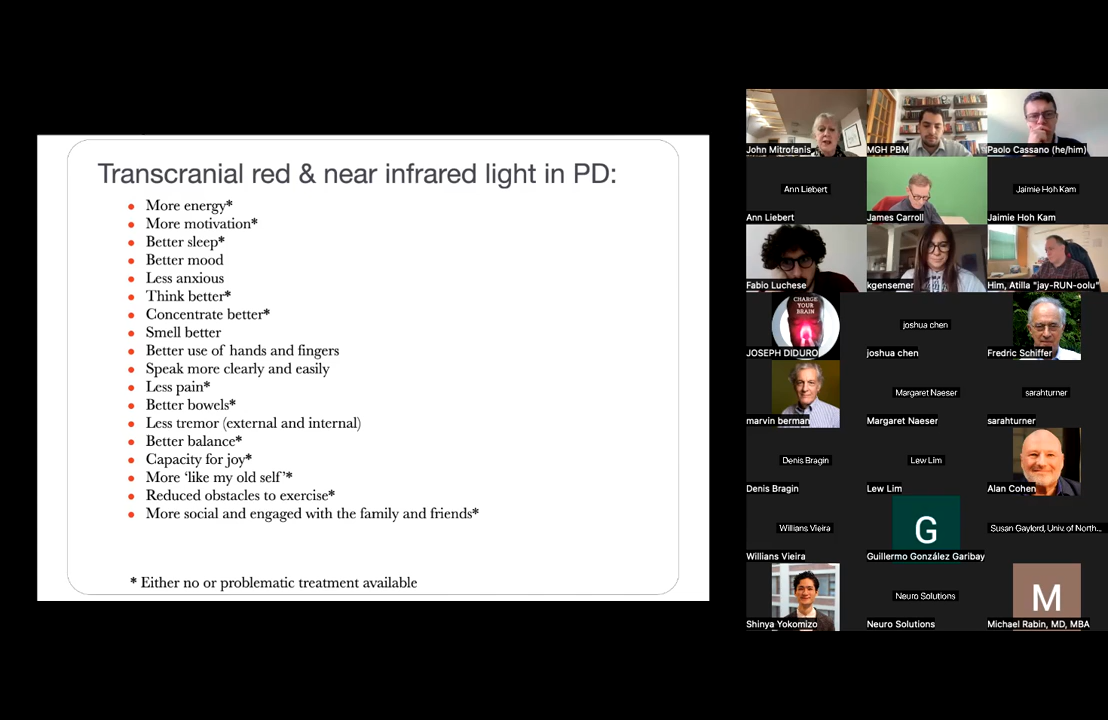 Transcranial red & near infrared light in PD:
• More energy*
• More motivation*
• Better sleep*
• Better mood
• Less anxious
• Think better*
• Concentrate better*
• Smell better
• Better use of hands and fingers
• Speak more clearly and easily
• Less pain*
• Better bowels*
• Less tremor (external and internal)
• Better balance*
• Capacity for joy*
• More ‘like my old self’*
• Reduced obstacles to exercise*
• More social and engaged with the family and friends*
* Either no or problematic treatment available
John Mitrofanis
MGH PBM
Paolo Cassano (he/him)
Ann Liebert
Ann Liebert
James Carroll
Jaimie Hoh Kam
Jaimie Hoh Kam
Fabio Luchese
kgensemer
Him, Atilla "jay-RUN-oolu"
CHARGE
YOUR
BRAIN
JOSEPH DIDURO
joshua chen
joshua chen
Fredric Schiffer
marvin berman
Margaret Naeser
Margaret Naeser
sarahturner
sarahturner
Denis Bragin
Denis Bragin
Lew Lim
Lew Lim
Alan Cohen
Willians Vieira
Willians Vieira
G
Guillermo González Garibay
Susan Gaylord, Univ. of North...
Shinya Yokomizo
Neuro Solutions
Neuro Solutions
M
Michael Rabin, MD, MBA